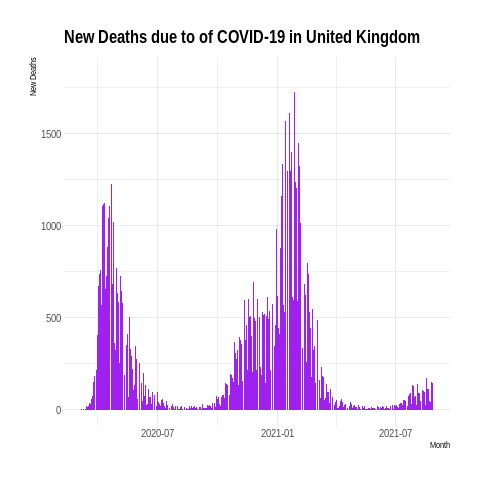 New Deaths due to of COVID-19 in United Kingdom
New Deaths
1500
1000
500
0
2020-07
2021-01
2021-07
Month